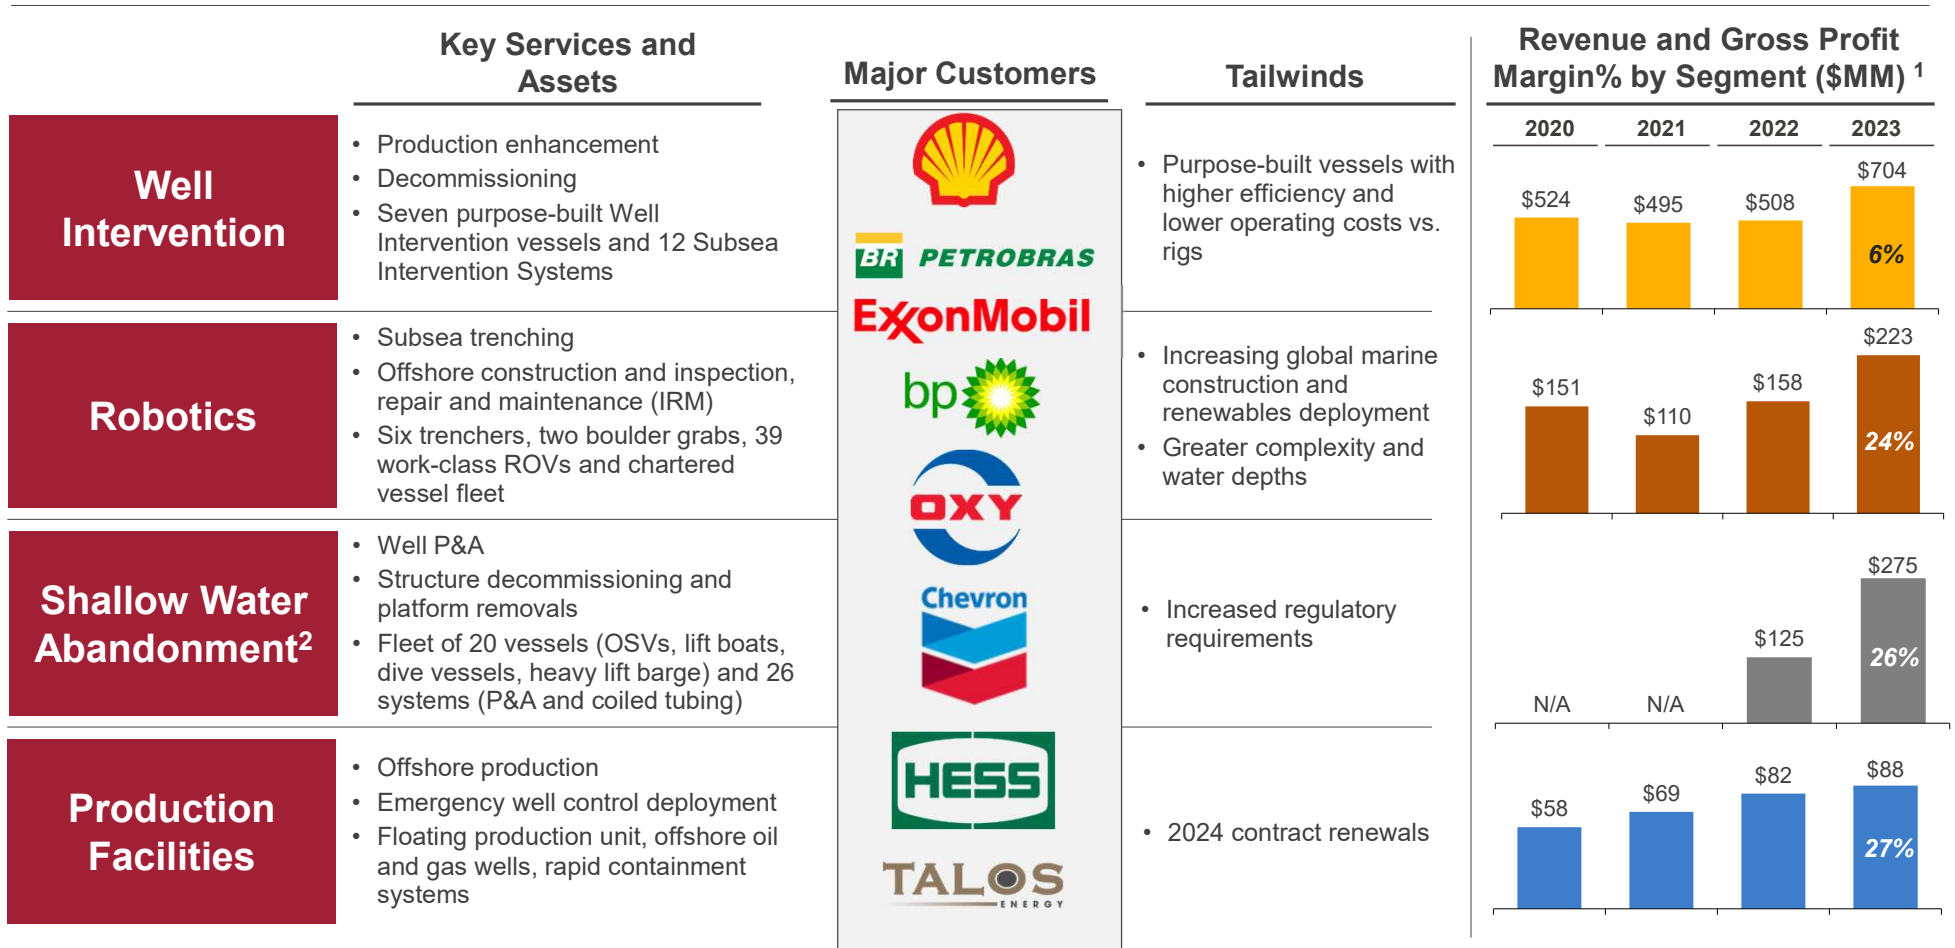 Key Services and
Assets
Major Customers
Tailwinds
Revenue and Gross Profit
Margin% by Segment ($MM) 1
2020 2021 2022 2023
Well
Intervention
• Production enhancement
• Decommissioning
• Seven purpose-built Well
Intervention vessels and 12 Subsea
Intervention Systems
• Purpose-built vessels with
higher efficiency and
lower operating costs vs.
rigs
$524 $495 $508 $704
6%
Robotics
• Subsea trenching
• Offshore construction and inspection,
repair and maintenance (IRM)
• Six trenchers, two boulder grabs, 39
work-class ROVs and chartered
vessel fleet
• Increasing global marine
construction and
renewables deployment
• Greater complexity and
water depths
$151 $110 $158 $223
24%
Shallow Water
Abandonment2
• Well P&A
• Structure decommissioning and
platform removals
• Fleet of 20 vessels (OSVs, lift boats,
dive vessels, heavy lift barge) and 26
systems (P&A and coiled tubing)
• Increased regulatory
requirements
N/A N/A $125 $275
26%
Production
Facilities
• Offshore production
• Emergency well control deployment
• Floating production unit, offshore oil
and gas wells, rapid containment
systems
• 2024 contract renewals
$58 $69 $82 $88
27%
BR PETROBRAS
ExxonMobil
bp
OXY
Chevron
HESS
TALOS
ENERGY